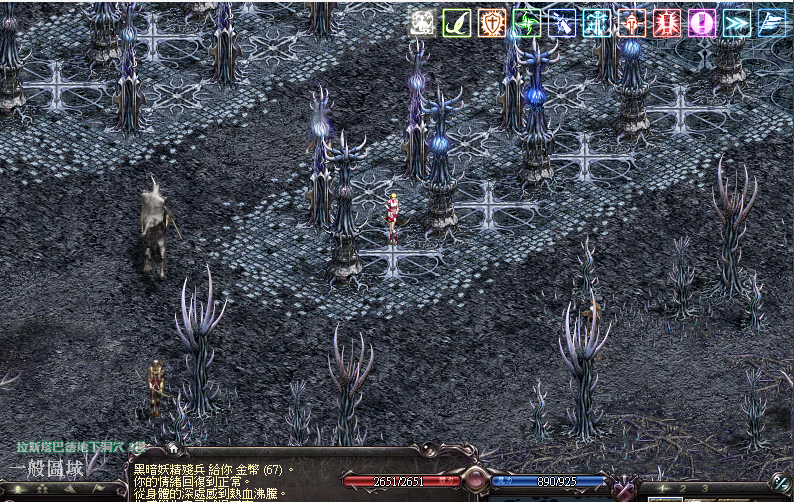 拉斯塔巴德地下洞穴
一般區域
黑暗妖精殘兵 給你 金幣 (67) 。
你的情緒回復到正常。
從身體的深處感到熱血沸騰。
2651/2651
890/925
2 3